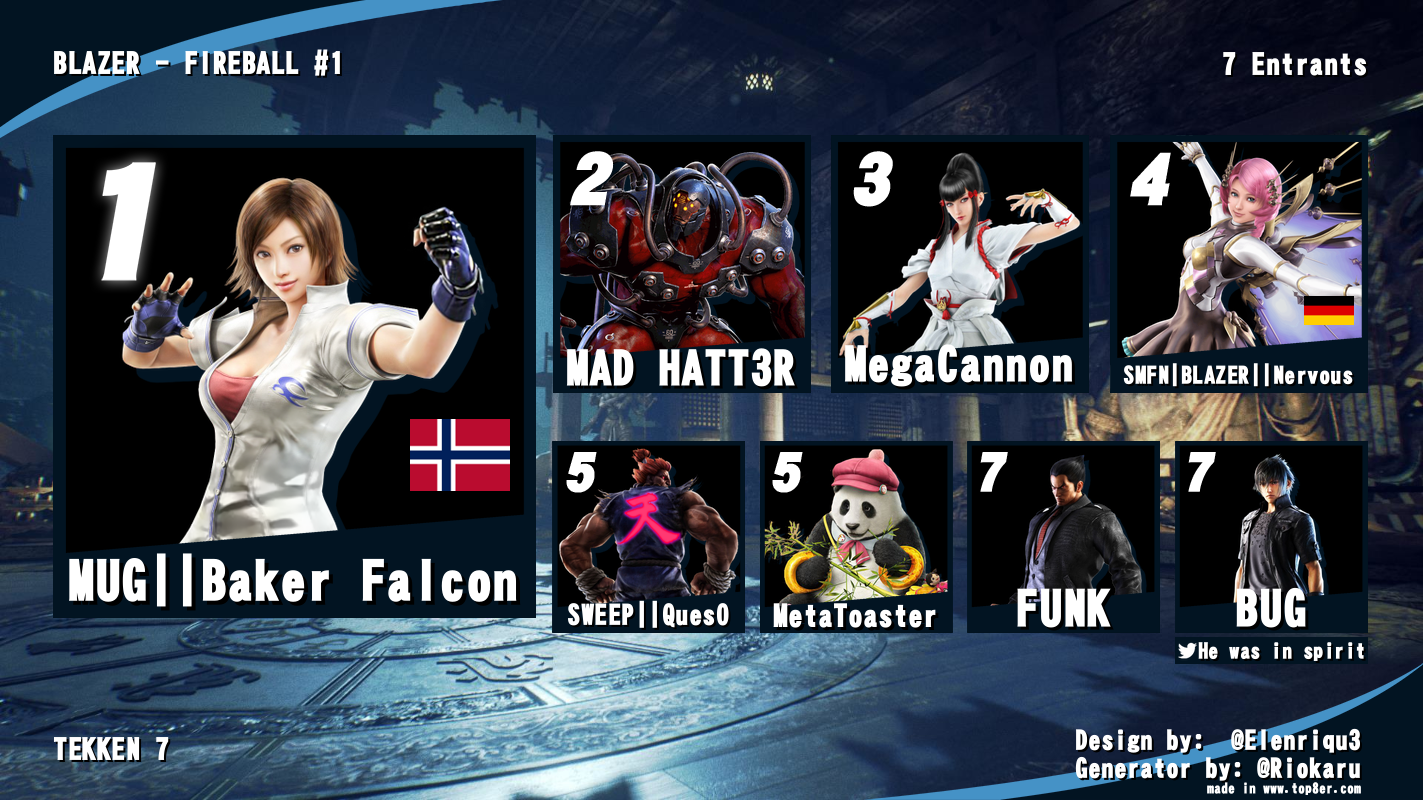 BLAZER - FIREBALL #1
7 Entrants
1
MUG||Baker Falcon
2
MAD HATT3R
3
MegaCannon
4
SMFN|BLAZER||Nervous
5
天
SWEEP||Ques0
5
MetaToaster
7
FUNK
7
BUG
He was in spirit
TEKKEN 7
Design by: @Elenriqu3
Generator by: @Riokaru
made in www.top8er.com